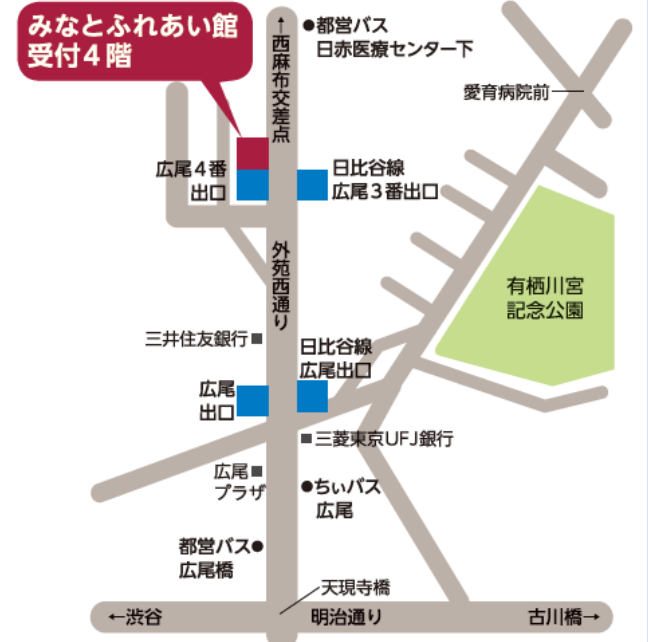 みなとふれあい館
受付４階
●都営バス
日赤医療センター下
←西麻布交差点
愛育病院前
広尾４番
出口
日比谷線
広尾３番出口
外苑西通り
有栖川宮
記念公園
三井住友銀行
日比谷線
広尾出口
広尾
出口
三菱東京UFJ銀行
広尾
プラザ
●ちぃバス
広尾
都営バス●
広尾橋
天現寺橋
←渋谷
明治通り
古川橋→